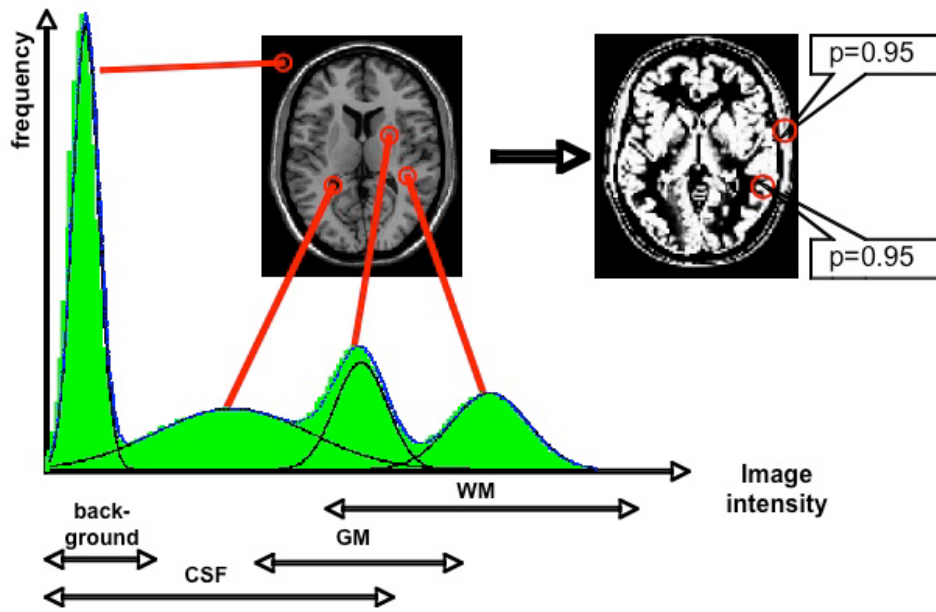 frequency
p=0.95
p=0.95
Image
intensity
WM
back-
ground
GM
CSF